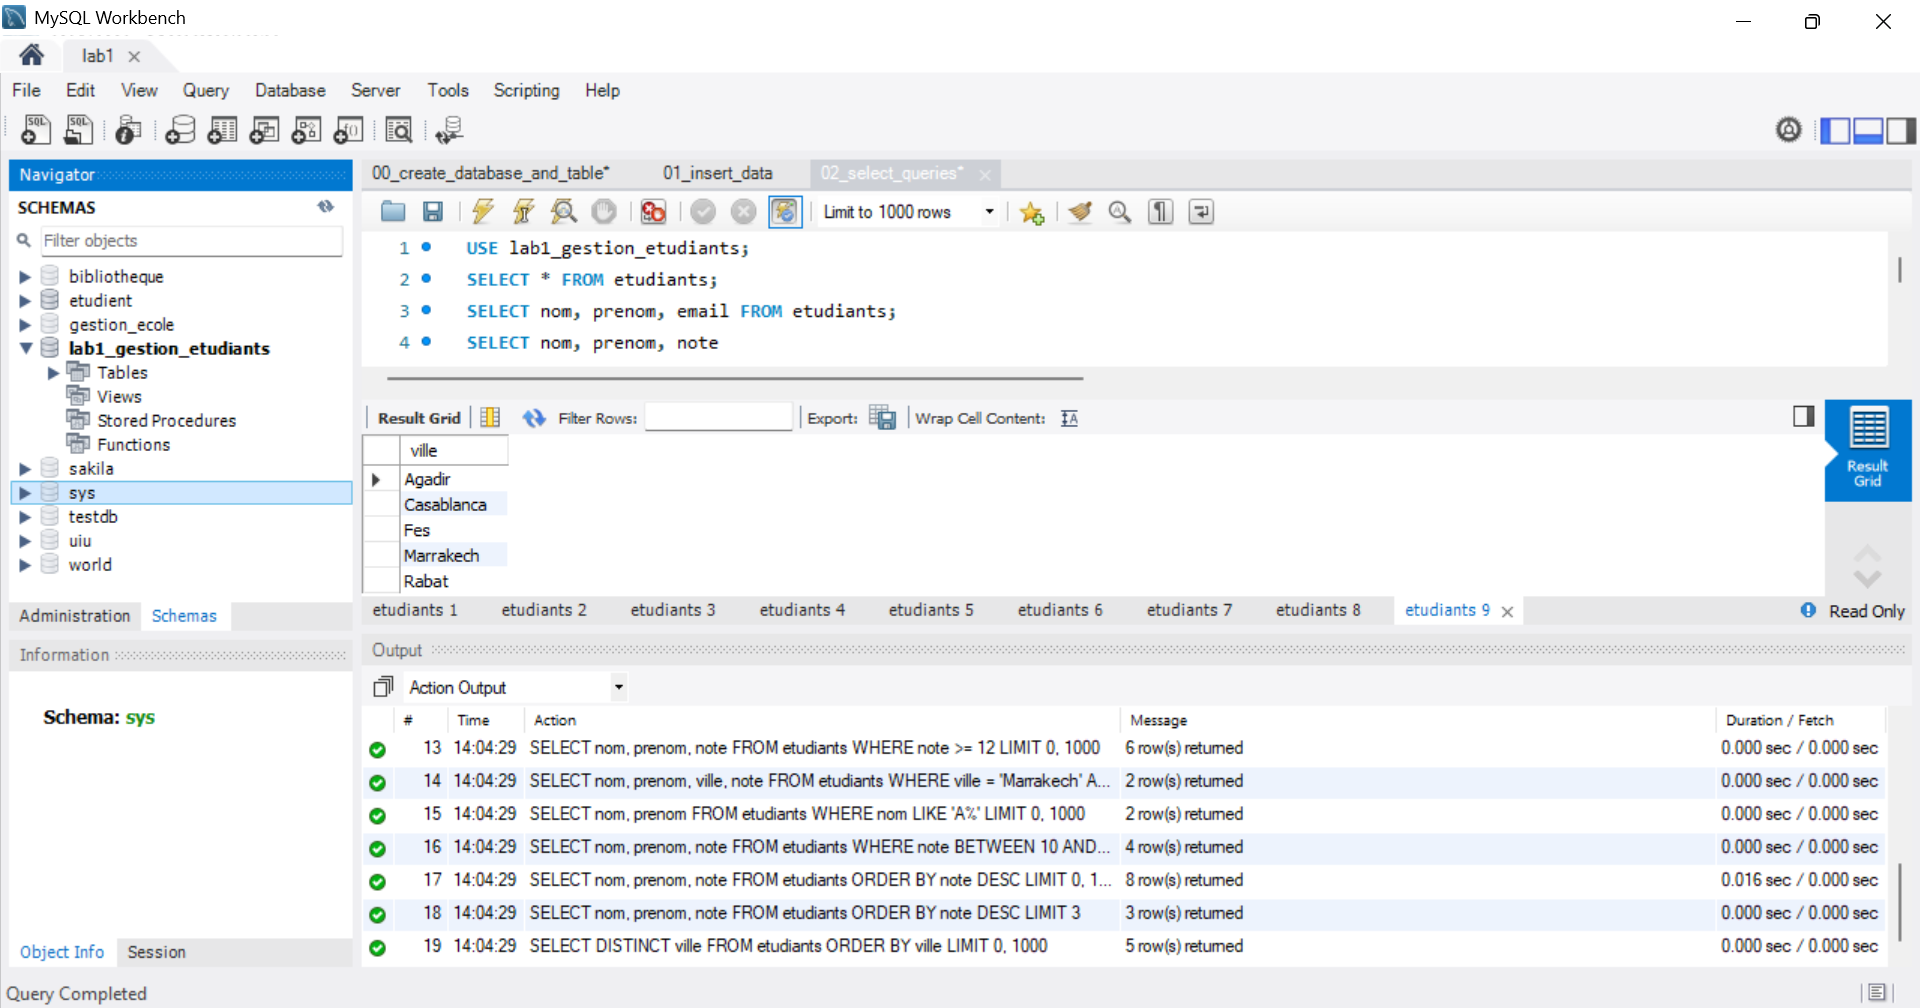 MySQL Workbench
lab1
File Edit View Query Database Server Tools Scripting Help
Navigator
SCHEMAS
Filter objects
bibliotheque
etudient
gestion_ecole
lab1_gestion_etudiants
Tables
Views
Stored Procedures
Functions
sakila
sys
testdb
uiu
world
Administration Schemas
Information
Schema: sys
Object Info Session
00_create_database_and_table* 01_insert_data 02_select_queries*
Limit to 1000 rows
1 USE lab1_gestion_etudiants;
2 SELECT * FROM etudiants;
3 SELECT nom, prenom, email FROM etudiants;
4 SELECT nom, prenom, note
Result Grid Filter Rows: Export: Wrap Cell Content:
ville
Agadir
Casablanca
Fes
Marrakech
Rabat
Result
Grid
etudiants 1 etudiants 2 etudiants 3 etudiants 4 etudiants 5 etudiants 6 etudiants 7 etudiants 8 etudiants 9 Read Only
Output
Action Output
# Time Action Message Duration / Fetch
13 14:04:29 SELECT nom, prenom, note FROM etudiants WHERE note >= 12 LIMIT 0, 1000 6 row(s) returned 0.000 sec / 0.000 sec
14 14:04:29 SELECT nom, prenom, ville, note FROM etudiants WHERE ville = 'Marrakech' A... 2 row(s) returned 0.000 sec / 0.000 sec
15 14:04:29 SELECT nom, prenom FROM etudiants WHERE nom LIKE 'A%' LIMIT 0, 1000 2 row(s) returned 0.000 sec / 0.000 sec
16 14:04:29 SELECT nom, prenom, note FROM etudiants WHERE note BETWEEN 10 AND... 4 row(s) returned 0.000 sec / 0.000 sec
17 14:04:29 SELECT nom, prenom, note FROM etudiants ORDER BY note DESC LIMIT 0, 1... 8 row(s) returned 0.016 sec / 0.000 sec
18 14:04:29 SELECT nom, prenom, note FROM etudiants ORDER BY note DESC LIMIT 3 3 row(s) returned 0.000 sec / 0.000 sec
19 14:04:29 SELECT DISTINCT ville FROM etudiants ORDER BY ville LIMIT 0, 1000 5 row(s) returned 0.000 sec / 0.000 sec
Query Completed